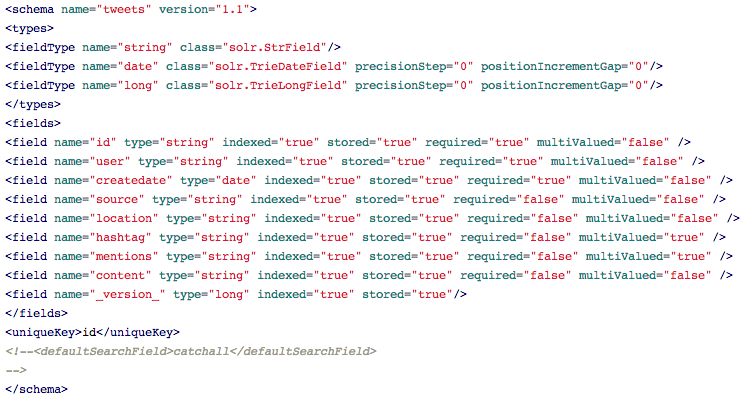 <schema name="tweets" version="1.1">
<types>
<fieldType name="string" class="solr.StrField"/>
<fieldType name="date" class="solr.TrieDateField" precisionStep="0" positionIncrementGap="0"/>
<fieldType name="long" class="solr.TrieLongField" precisionStep="0" positionIncrementGap="0"/>
</types>
<fields>
<field name="id" type="string" indexed="true" stored="true" required="true" multiValued="false" />
<field name="user" type="string" indexed="true" stored="true" required="true" multiValued="false" />
<field name="createdate" type="date" indexed="true" stored="true" required="true" multiValued="false" />
<field name="source" type="string" indexed="true" stored="true" required="false" multiValued="false" />
<field name="location" type="string" indexed="true" stored="true" required="false" multiValued="false" />
<field name="hashtag" type="string" indexed="true" stored="true" required="false" multiValued="true" />
<field name="mentions" type="string" indexed="true" stored="true" required="false" multiValued="true" />
<field name="content" type="string" indexed="true" stored="true" required="false" multiValued="false" />
<field name="_version_" type="long" indexed="true" stored="true"/>
</fields>
<uniqueKey>id</uniqueKey>
<!--<defaultSearchField>catchall</defaultSearchField>
-->
</schema>